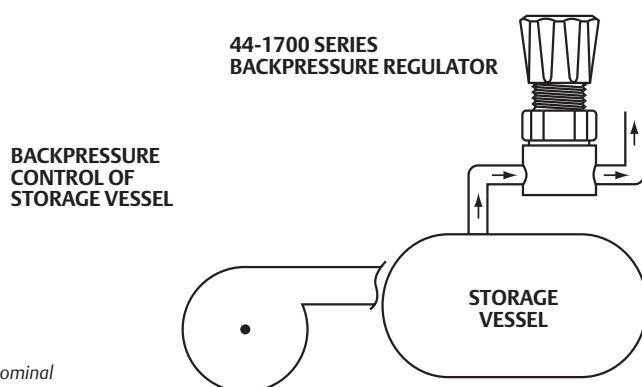 44-1700 SERIES
BACKPRESSURE REGULATOR
BACKPRESSURE
CONTROL OF
STORAGE VESSEL
STORAGE
VESSEL